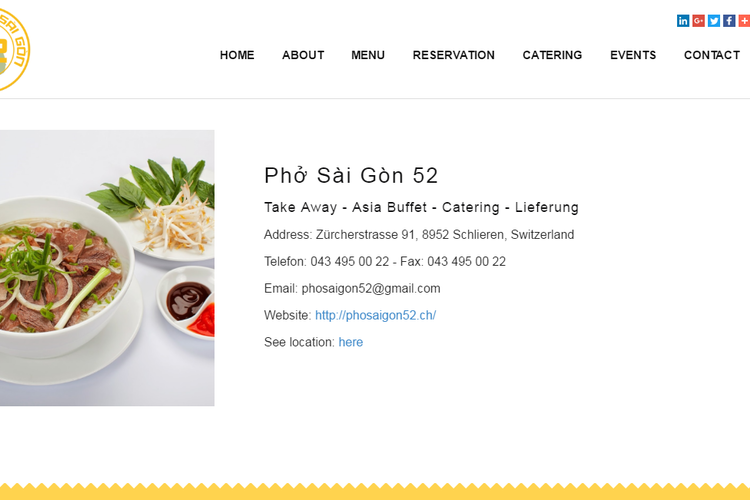 SAI GON
HOME ABOUT MENU RESERVATION CATERING EVENTS CONTACT
Phở Sài Gòn 52
Take Away - Asia Buffet - Catering - Lieferung
Address: Zürcherstrasse 91, 8952 Schlieren, Switzerland
Telefon: 043 495 00 22 - Fax: 043 495 00 22
Email: phosaigon52@gmail.com
Website: http://phosaigon52.ch/
See location: here